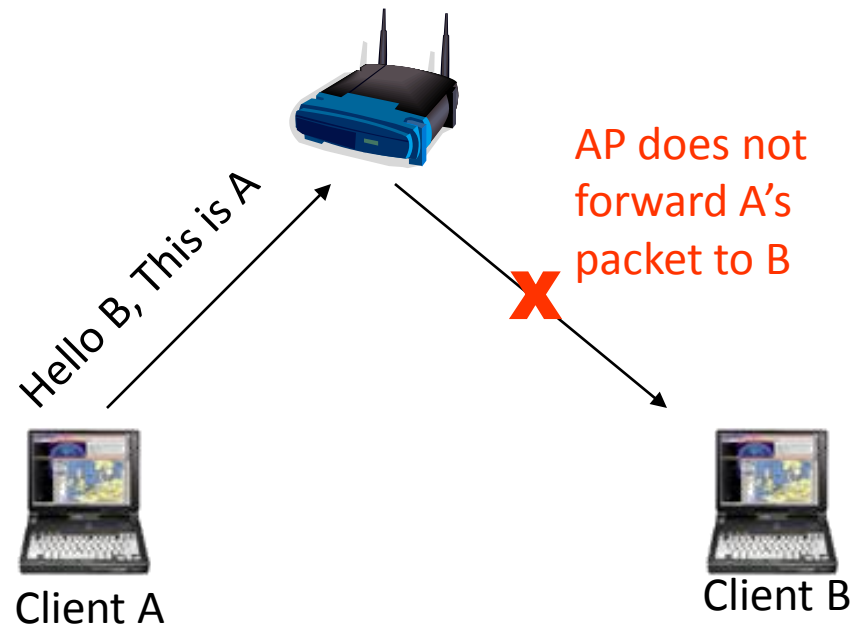 AP does not
forward A’s
packet to B
Hello B, This is A
X
Client A
Client B